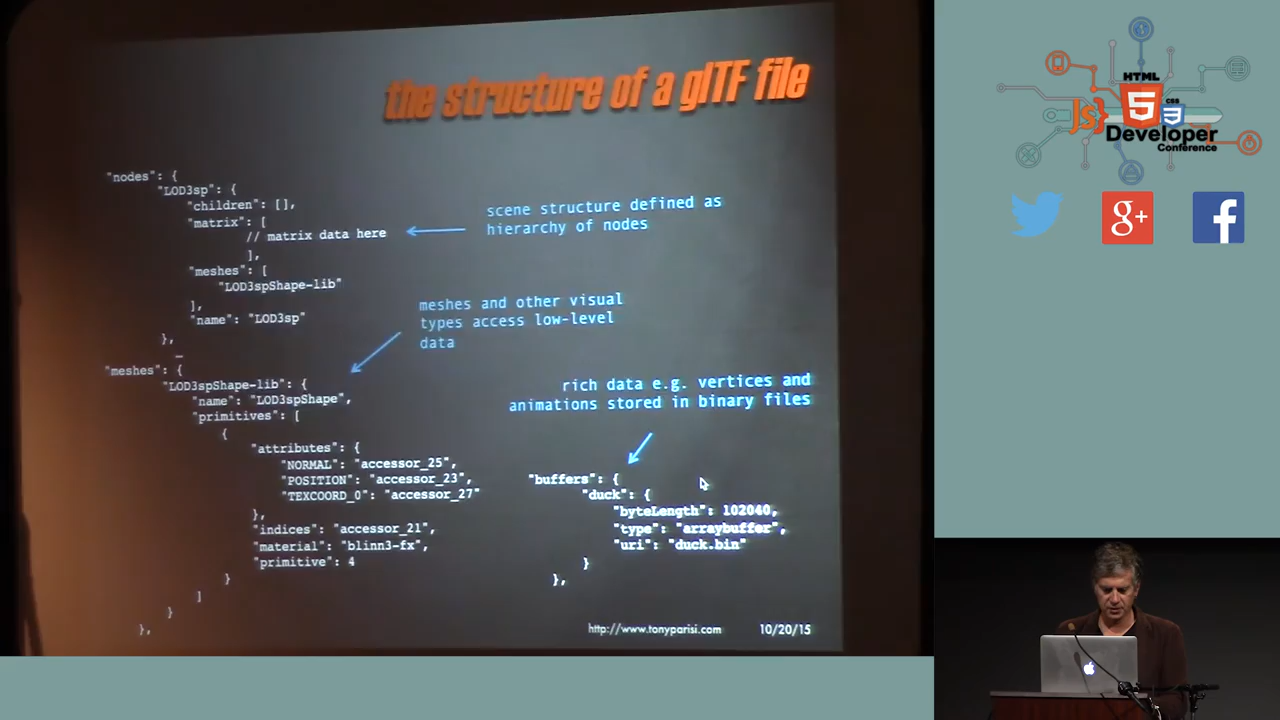 the structure of a glTF file
"nodes": {
"LOD3sp": {
"children": [],
"matrix": [
// matrix data here
],
"meshes": [
"LOD3spShape-lib"
],
"name": "LOD3sp"
},
"meshes": {
"LOD3spShape-lib": {
"name": "LOD3spShape",
"primitives": [
{
"attributes": {
"NORMAL": "accessor_25",
"POSITION": "accessor_23",
"TEXCOORD_0": "accessor_27"
},
"indices": "accessor_21",
"material": "blinn3-fx",
"primitive": 4
}
]
}
},
scene structure defined as
hierarchy of nodes
meshes and other visual
types access low-level
data
rich data e.g. vertices and
animations stored in binary files
"buffers": {
"duck": {
"byteLength": 102040,
"type": "arraybuffer",
"uri": "duck.bin"
}
},
http://www.tonyparisi.com 10/20/15
HTML
5
CSS
3
Js}
Developer
Conference
g+
f